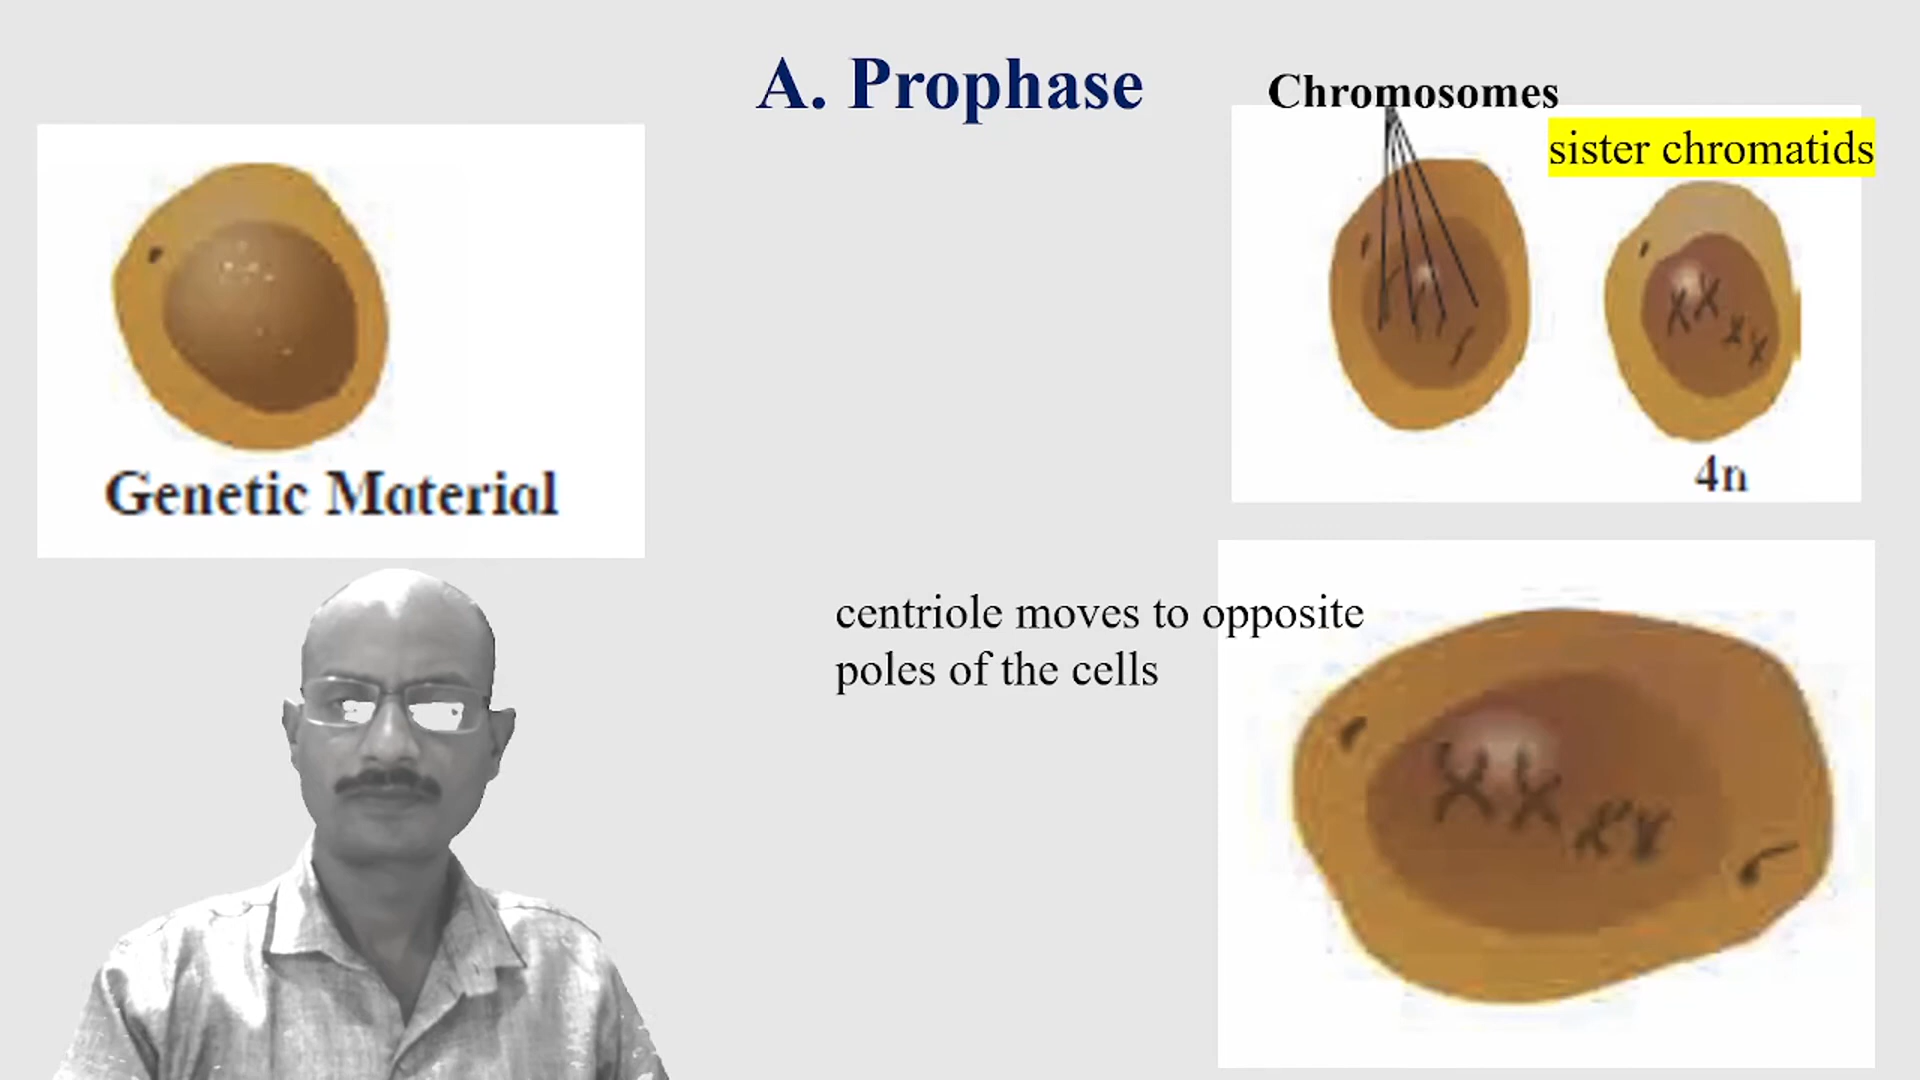 A. Prophase
Chromosomes
sister chromatids
Genetic Material
4n
centriole moves to opposite
poles of the cells